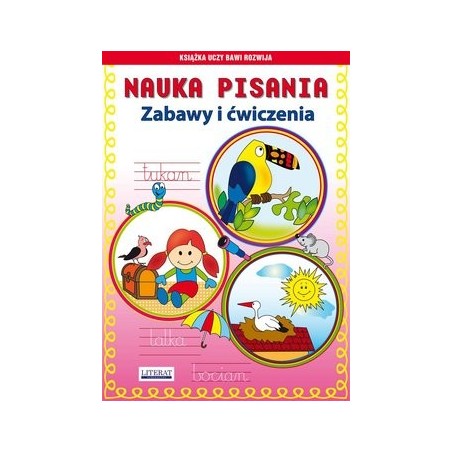 KSIĄŻKA UCZY BAWI ROZWIJA
NAUKA PISANIA
Zabawy i ćwiczenia
tukan
lalka
bocian
LITERAT